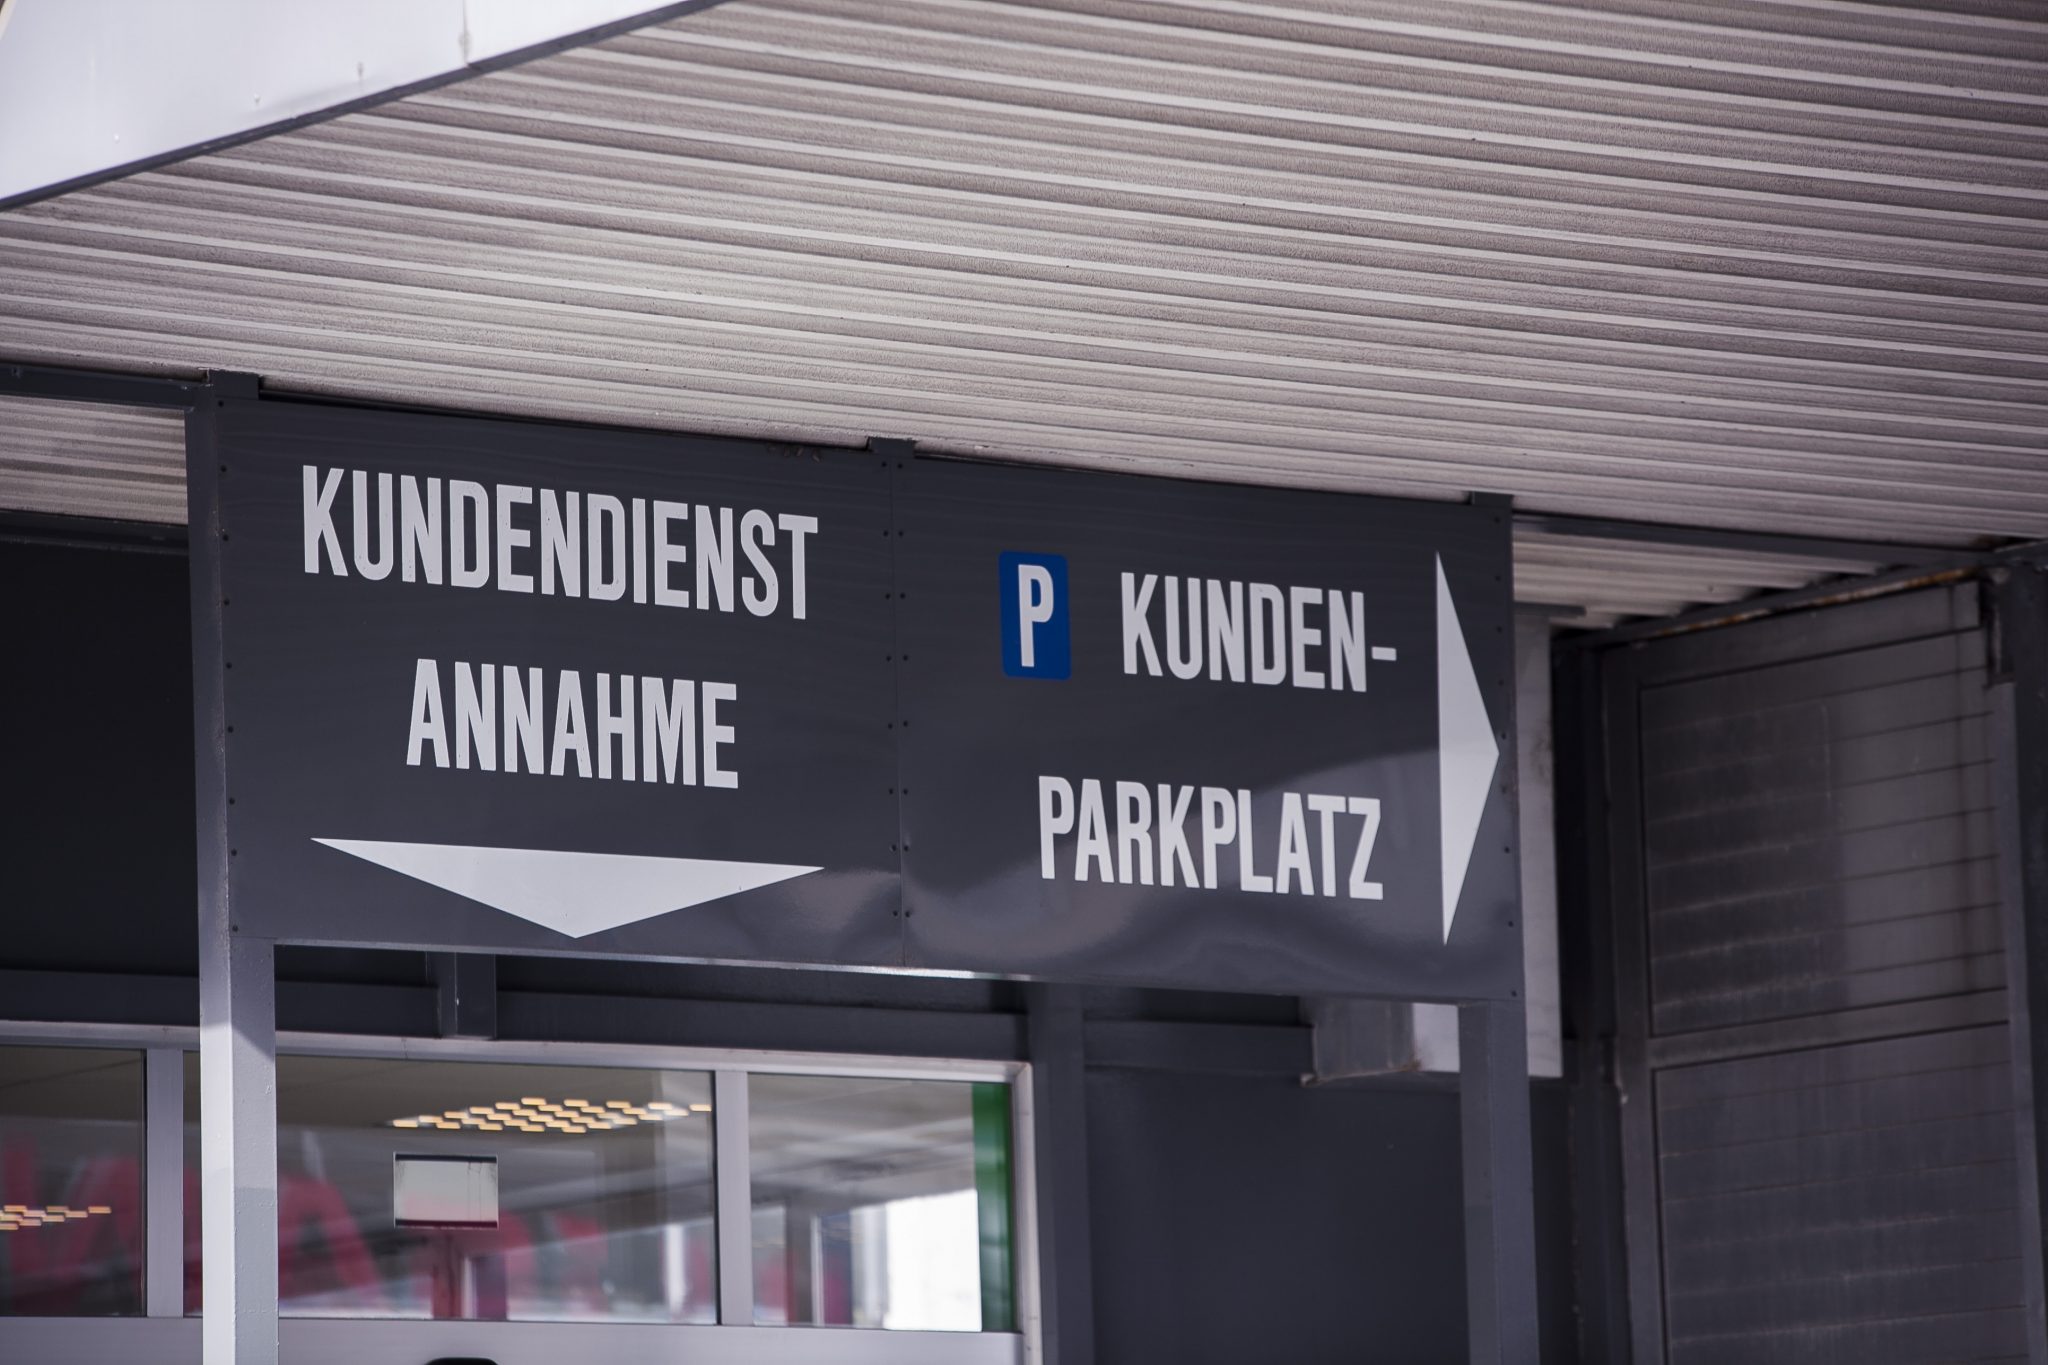 KUNDENDIENST
ANNAHME
P KUNDEN-
PARKPLATZ